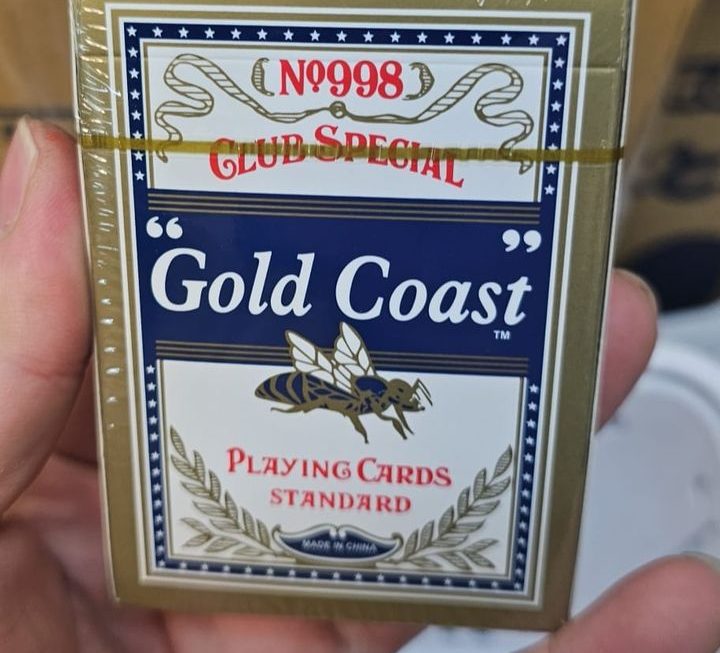 Nº998
CLUB SPECIAL
“Gold Coast”
TM
PLAYING CARDS
STANDARD
MADE IN CHINA